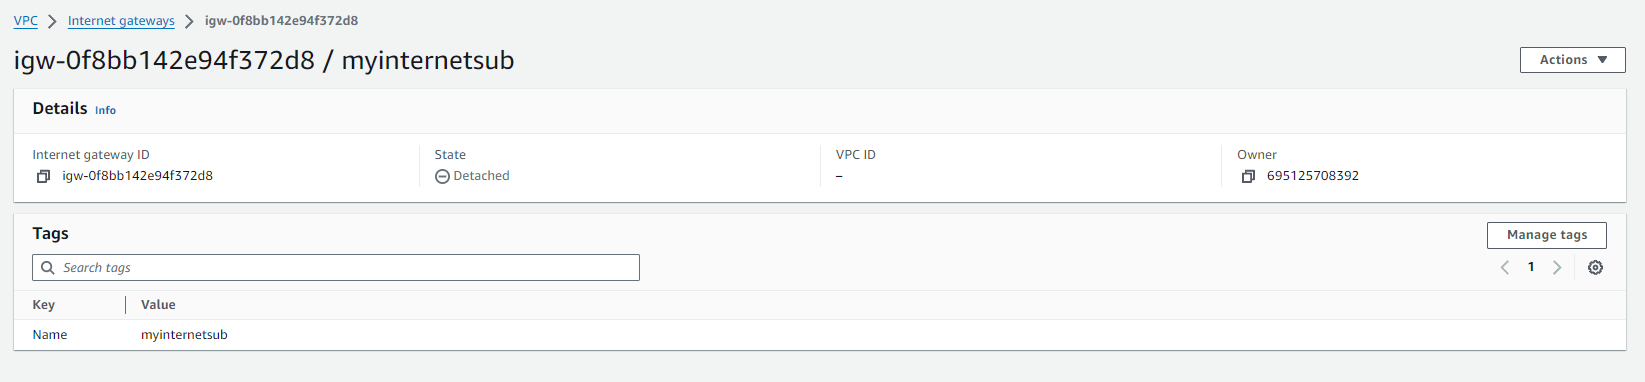 VPC > Internet gateways > igw-0f8bb142e94f372d8
igw-0f8bb142e94f372d8 / myinternetsub
Actions
Details Info
Internet gateway ID State VPC ID Owner
igw-0f8bb142e94f372d8 Detached – 695125708392
Tags
Manage tags
Search tags
1
Key Value
Name myinternetsub